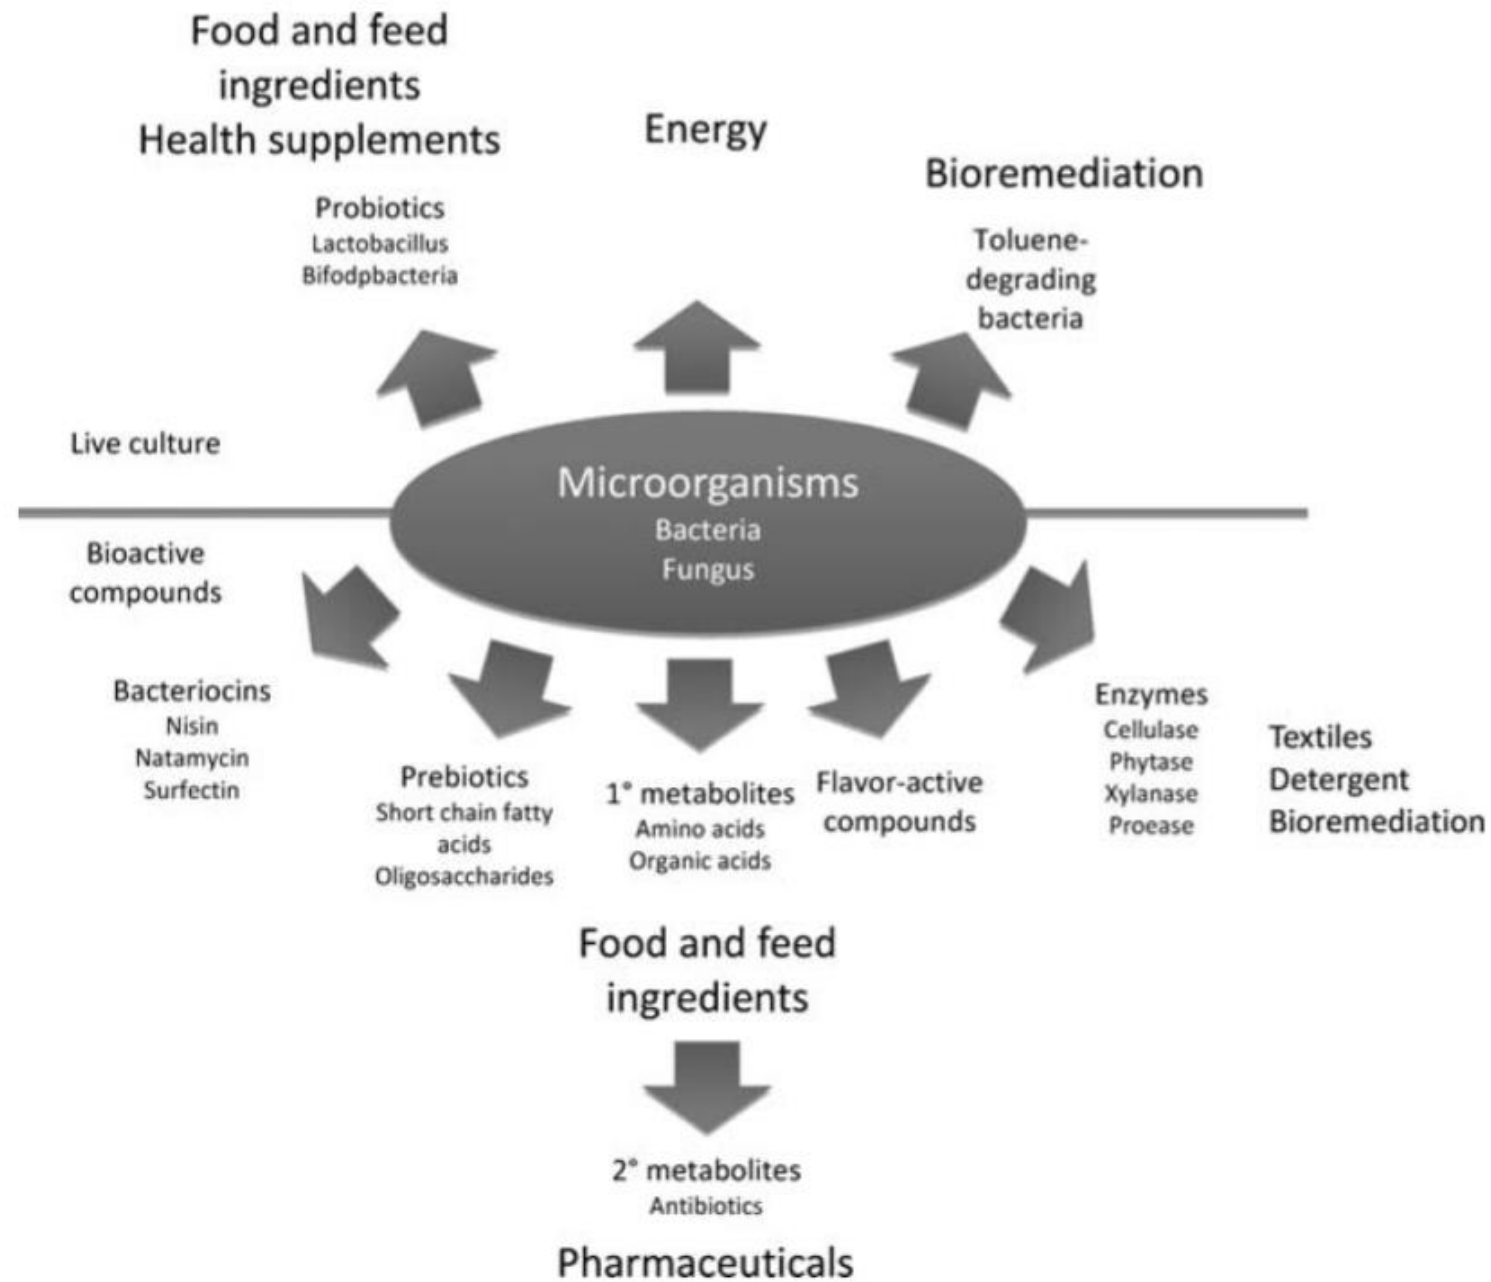 Food and feed
ingredients
Health supplements
Probiotics
Lactobacillus
Bifodpbacteria
Energy
Bioremediation
Toluene-
degrading
bacteria
Live culture
Microorganisms
Bacteria
Fungus
Bioactive
compounds
Bacteriocins
Nisin
Natamycin
Surfectin
Prebiotics
Short chain fatty
acids
Oligosaccharides
1° metabolites
Amino acids
Organic acids
Flavor-active
compounds
Enzymes
Cellulase
Phytase
Xylanase
Proease
Textiles
Detergent
Bioremediation
Food and feed
ingredients
2° metabolites
Antibiotics
Pharmaceuticals